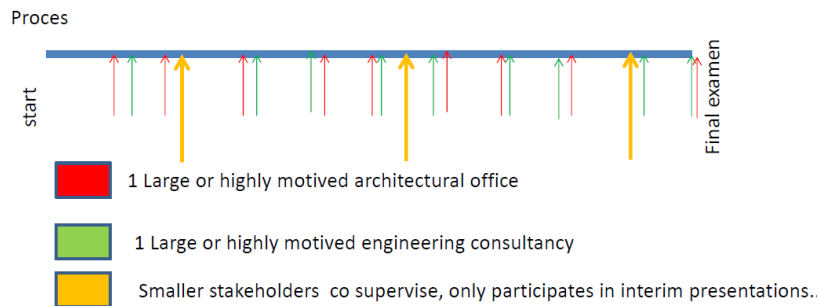 Proces
start
Final examen
1 Large or highly motived architectural office
1 Large or highly motived engineering consultancy
Smaller stakeholders co supervise, only participates in interim presentations..